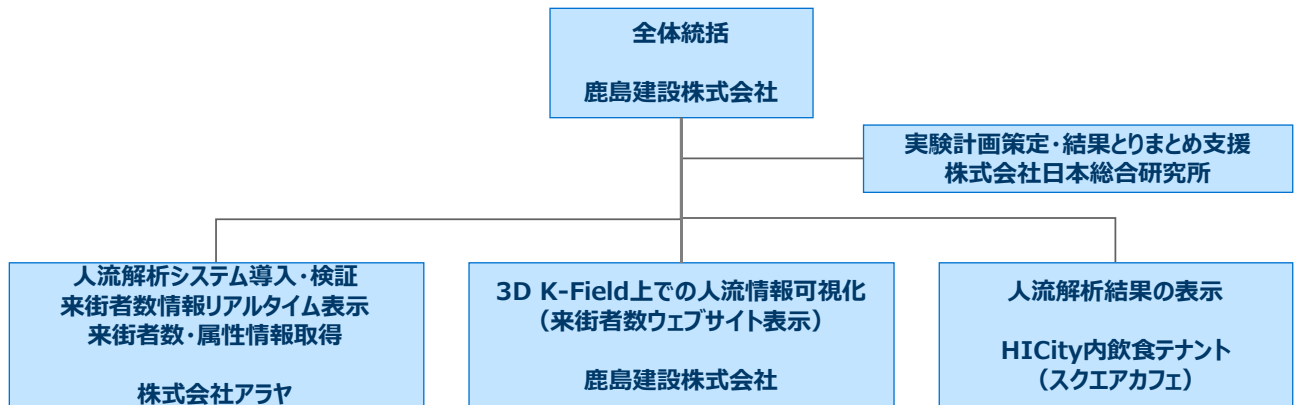 全体統括
鹿島建設株式会社
実験計画策定・結果とりまとめ支援
株式会社日本総合研究所
人流解析システム導入・検証
来街者数情報リアルタイム表示
来街者数・属性情報取得
株式会社アラヤ
3D K-Field上での人流情報可視化
（来街者数ウェブサイト表示）
鹿島建設株式会社
人流解析結果の表示
HICity内飲食テナント
（スクエアカフェ）